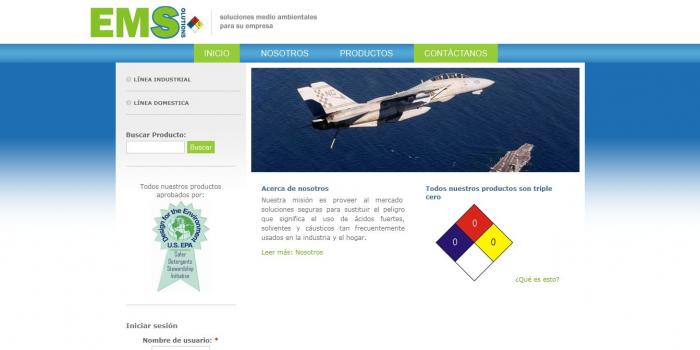 EMS
OLUTIONS
soluciones medio ambientales
para su empresa
INICIO
NOSOTROS
PRODUCTOS
CONTÁCTANOS
LÍNEA INDUSTRIAL
LÍNEA DOMESTICA
Buscar Producto:
Buscar
Todos nuestros productos
aprobados por:
Design for the Environment
U.S. EPA
Safer
Detergents
Stewardship
Initiative
Iniciar sesión
Nombre de usuario: *
NC
Acerca de nosotros
Nuestra misión es proveer al mercado
soluciones seguras para sustituir el peligro
que significa el uso de ácidos fuertes,
solventes y cáusticos tan frecuentemente
usados en la industria y el hogar.
Leer más: Nosotros
Todos nuestros productos son triple
cero
0
0
0
¿Qué es esto?